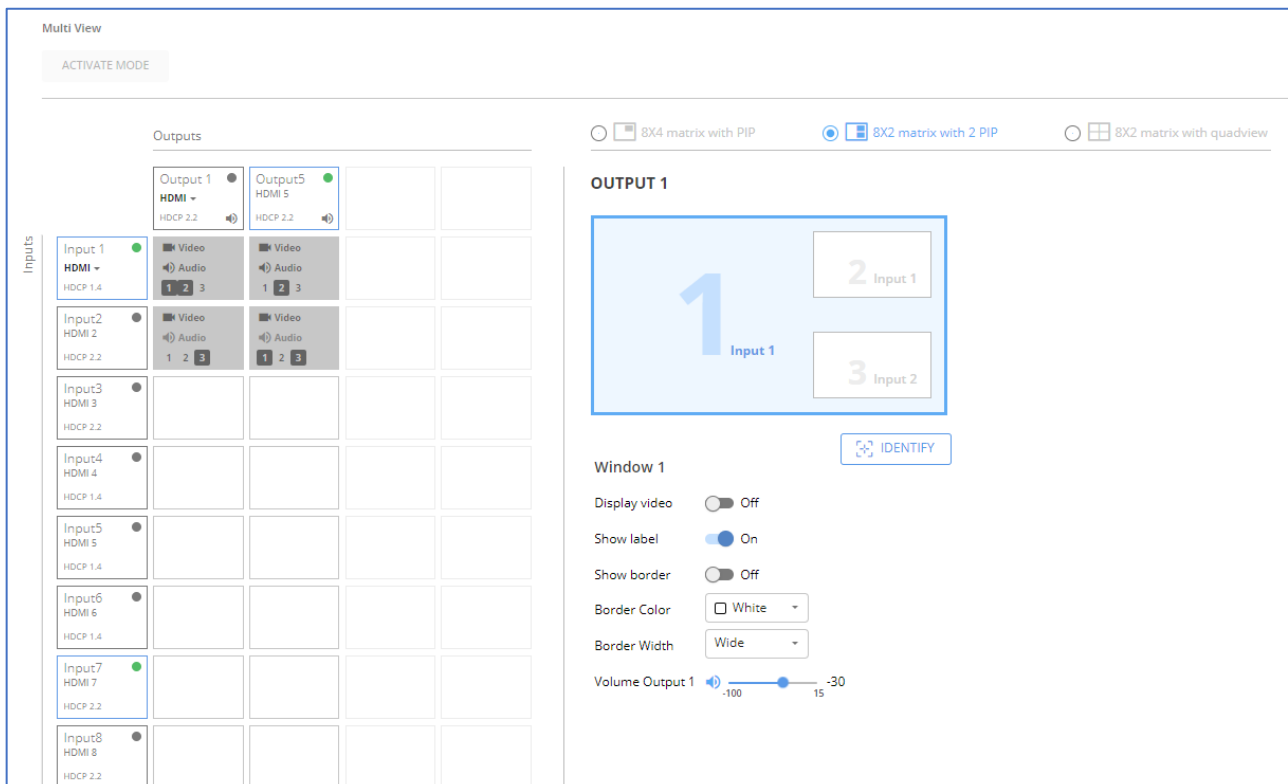 Multi View
ACTIVATE MODE
Outputs
8X4 matrix with PIP
8X2 matrix with 2 PIP
8X2 matrix with quadview
Output 1
HDMI
HDCP 2.2
Output5
HDMI 5
HDCP 2.2
OUTPUT 1
Inputs
Input 1
HDMI
HDCP 1.4
Video
Audio
1 2 3
Video
Audio
1 2 3
Input2
HDMI 2
HDCP 2.2
Video
Audio
1 2 3
Video
Audio
1 2 3
Input3
HDMI 3
HDCP 2.2
Input4
HDMI 4
HDCP 1.4
Input5
HDMI 5
HDCP 1.4
Input6
HDMI 6
HDCP 1.4
Input7
HDMI 7
HDCP 2.2
Input8
HDMI 8
HDCP 2.2
1 Input 1
2 Input 1
3 Input 2
IDENTIFY
Window 1
Display video Off
Show label On
Show border Off
Border Color White
Border Width Wide
Volume Output 1 -30
-100 15